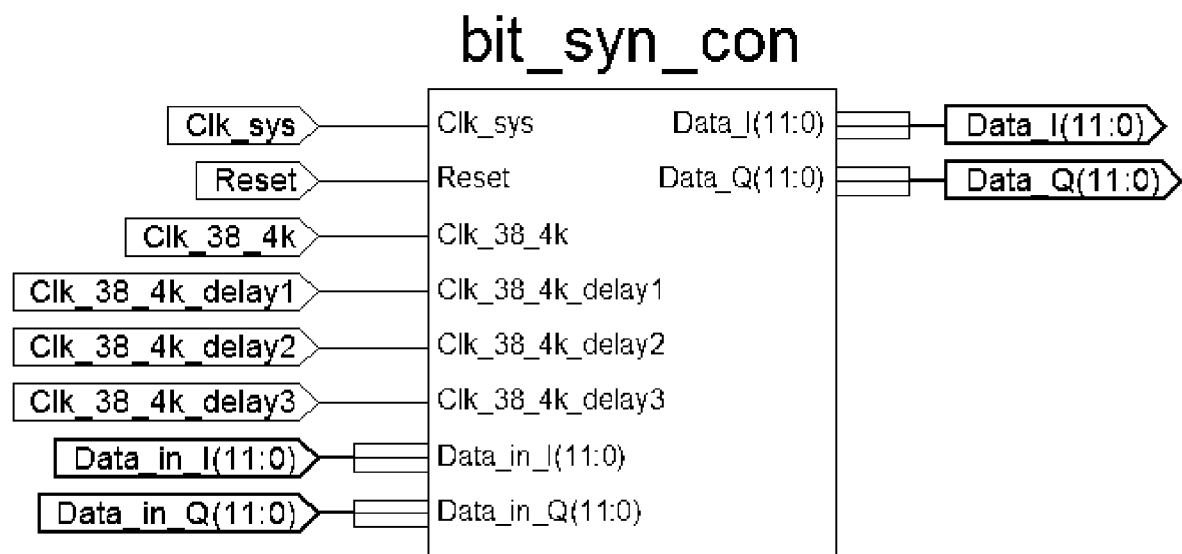 bit_syn_con
Clk_sys Clk_sys Data_I(11:0) Data_I(11:0)
Reset Reset Data_Q(11:0) Data_Q(11:0)
Clk_38_4k Clk_38_4k
Clk_38_4k_delay1 Clk_38_4k_delay1
Clk_38_4k_delay2 Clk_38_4k_delay2
Clk_38_4k_delay3 Clk_38_4k_delay3
Data_in_I(11:0) Data_in_I(11:0)
Data_in_Q(11:0) Data_in_Q(11:0)